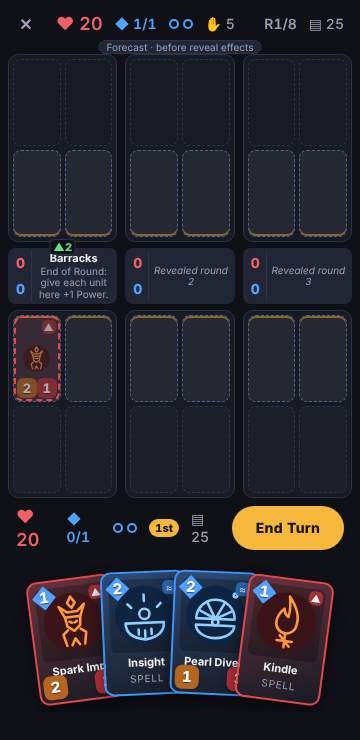 ✕ ♥ 20 ◆ 1/1 ✋ 5 R1/8 ▤ 25
Forecast · before reveal effects
▲2
0
0
Barracks
End of Round:
give each unit
here +1 Power.
0
0
Revealed round
2
0
0
Revealed round
3
2 1
♥
20
◆
0/1
1st
▤
25
End Turn
1
Spark Imp
2
2
Insight
SPELL
2
Pearl Dive
1
1
Kindle
SPELL